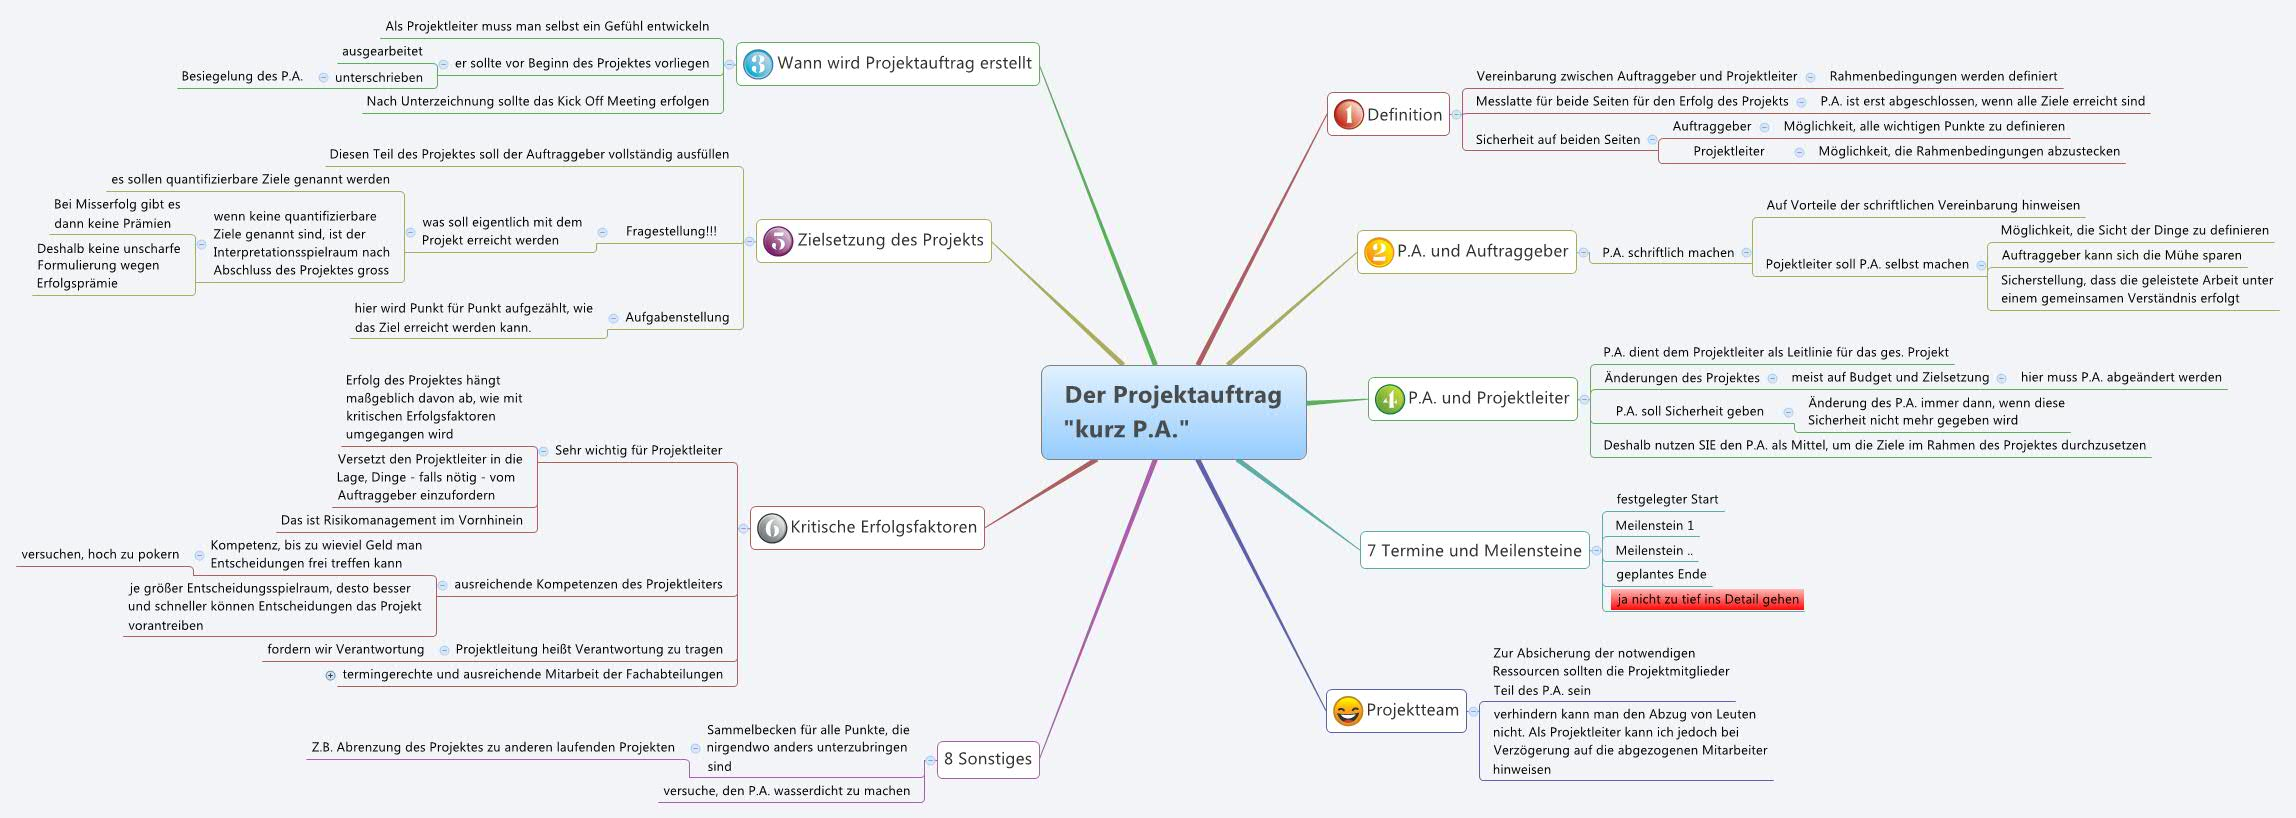 Der Projektauftrag
"kurz P.A."
1 Definition
Vereinbarung zwischen Auftraggeber und Projektleiter
Rahmenbedingungen werden definiert
Messlatte für beide Seiten für den Erfolg des Projekts
P.A. ist erst abgeschlossen, wenn alle Ziele erreicht sind
Sicherheit auf beiden Seiten
Auftraggeber
Möglichkeit, alle wichtigen Punkte zu definieren
Projektleiter
Möglichkeit, die Rahmenbedingungen abzustecken
2 P.A. und Auftraggeber
P.A. schriftlich machen
Auf Vorteile der schriftlichen Vereinbarung hinweisen
Pojektleiter soll P.A. selbst machen
Möglichkeit, die Sicht der Dinge zu definieren
Auftraggeber kann sich die Mühe sparen
Sicherstellung, dass die geleistete Arbeit unter
einem gemeinsamen Verständnis erfolgt
3 Wann wird Projektauftrag erstellt
Als Projektleiter muss man selbst ein Gefühl entwickeln
er sollte vor Beginn des Projektes vorliegen
ausgearbeitet
unterschrieben
Besiegelung des P.A.
Nach Unterzeichnung sollte das Kick Off Meeting erfolgen
4 P.A. und Projektleiter
P.A. dient dem Projektleiter als Leitlinie für das ges. Projekt
Änderungen des Projektes
meist auf Budget und Zielsetzung
hier muss P.A. abgeändert werden
P.A. soll Sicherheit geben
Änderung des P.A. immer dann, wenn diese
Sicherheit nicht mehr gegeben wird
Deshalb nutzen SIE den P.A. als Mittel, um die Ziele im Rahmen des Projektes durchzusetzen
5 Zielsetzung des Projekts
Diesen Teil des Projektes soll der Auftraggeber vollständig ausfüllen
Fragestellung!!!
was soll eigentlich mit dem
Projekt erreicht werden
es sollen quantifizierbare Ziele genannt werden
wenn keine quantifizierbare
Ziele genannt sind, ist der
Interpretationsspielraum nach
Abschluss des Projektes gross
Bei Misserfolg gibt es
dann keine Prämien
Deshalb keine unscharfe
Formulierung wegen
Erfolgsprämie
Aufgabenstellung
hier wird Punkt für Punkt aufgezählt, wie
das Ziel erreicht werden kann.
6 Kritische Erfolgsfaktoren
Sehr wichtig für Projektleiter
Erfolg des Projektes hängt
maßgeblich davon ab, wie mit
kritischen Erfolgsfaktoren
umgegangen wird
Versetzt den Projektleiter in die
Lage, Dinge - falls nötig - vom
Auftraggeber einzufordern
Das ist Risikomanagement im Vornhinein
ausreichende Kompetenzen des Projektleiters
Kompetenz, bis zu wieviel Geld man
Entscheidungen frei treffen kann
versuchen, hoch zu pokern
je größer Entscheidungsspielraum, desto besser
und schneller können Entscheidungen das Projekt
vorantreiben
Projektleitung heißt Verantwortung zu tragen
fordern wir Verantwortung
termingerechte und ausreichende Mitarbeit der Fachabteilungen
7 Termine und Meilensteine
festgelegter Start
Meilenstein 1
Meilenstein ..
geplantes Ende
ja nicht zu tief ins Detail gehen
Projektteam
Zur Absicherung der notwendigen
Ressourcen sollten die Projektmitglieder
Teil des P.A. sein
verhindern kann man den Abzug von Leuten
nicht. Als Projektleiter kann ich jedoch bei
Verzögerung auf die abgezogenen Mitarbeiter
hinweisen
8 Sonstiges
Sammelbecken für alle Punkte, die
nirgendwo anders unterzubringen
sind
Z.B. Abrenzung des Projektes zu anderen laufenden Projekten
versuche, den P.A. wasserdicht zu machen